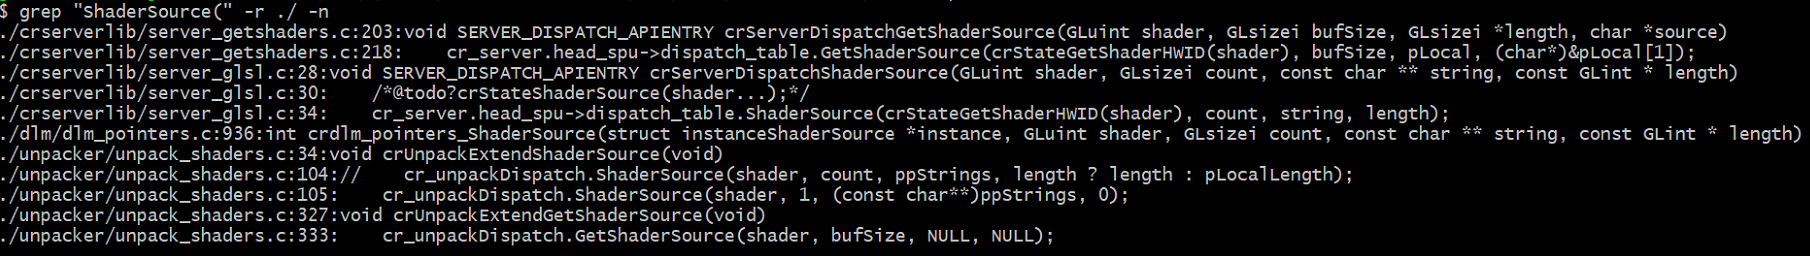 $ grep "ShaderSource(" -r ./ -n
./crserverlib/server_getshaders.c:203:void SERVER_DISPATCH_APIENTRY crServerDispatchGetShaderSource(GLuint shader, GLsizei bufSize, GLsizei *length, char *source)
./crserverlib/server_getshaders.c:218:    cr_server.head_spu->dispatch_table.GetShaderSource(crStateGetShaderHWID(shader), bufSize, pLocal, (char*)&pLocal[1]);
./crserverlib/server_glsl.c:28:void SERVER_DISPATCH_APIENTRY crServerDispatchShaderSource(GLuint shader, GLsizei count, const char ** string, const GLint * length)
./crserverlib/server_glsl.c:30:    /*@todo?crStateShaderSource(shader...);*/
./crserverlib/server_glsl.c:34:    cr_server.head_spu->dispatch_table.ShaderSource(crStateGetShaderHWID(shader), count, string, length);
./dlm/dlm_pointers.c:936:int crdlm_pointers_ShaderSource(struct instanceShaderSource *instance, GLuint shader, GLsizei count, const char ** string, const GLint * length)
./unpacker/unpack_shaders.c:34:void crUnpackExtendShaderSource(void)
./unpacker/unpack_shaders.c:104://    cr_unpackDispatch.ShaderSource(shader, count, ppStrings, length ? length : pLocalLength);
./unpacker/unpack_shaders.c:105:    cr_unpackDispatch.ShaderSource(shader, 1, (const char**)ppStrings, 0);
./unpacker/unpack_shaders.c:327:void crUnpackExtendGetShaderSource(void)
./unpacker/unpack_shaders.c:333:    cr_unpackDispatch.GetShaderSource(shader, bufSize, NULL, NULL);